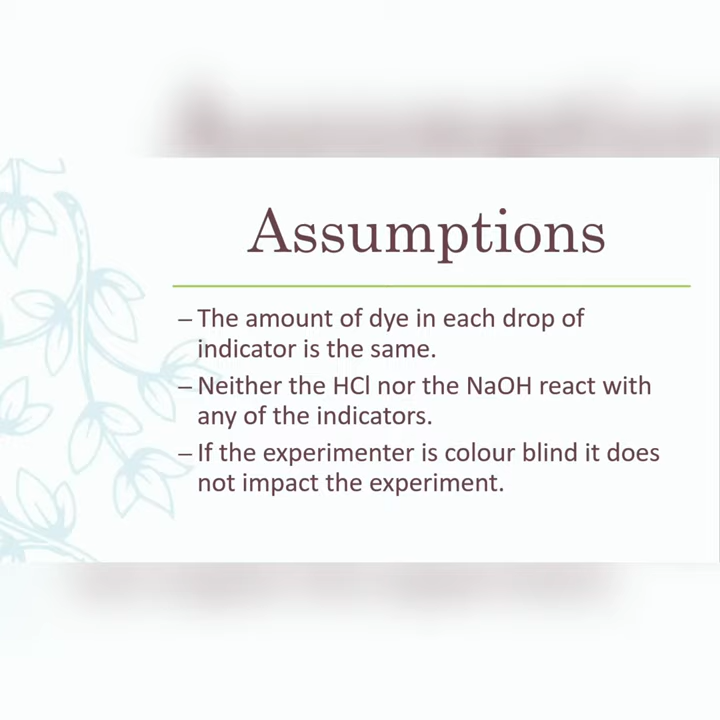 Assumptions
– The amount of dye in each drop of
indicator is the same.
– Neither the HCl nor the NaOH react with
any of the indicators.
– If the experimenter is colour blind it does
not impact the experiment.